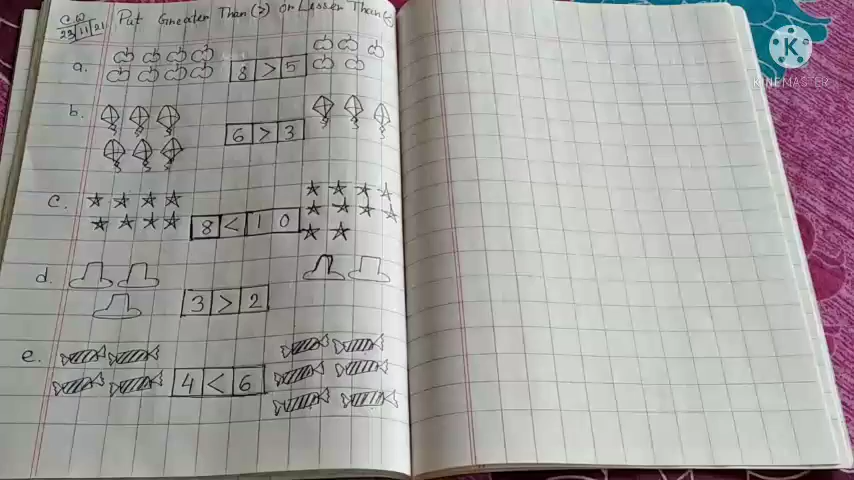 C.W Put Greater Than (>) or Lesser Than (<
23/11/21
a. 8 > 5
b. 6 > 3
c. 8 < 10
d. 3 > 2
e. 4 < 6
K
KINEMASTER